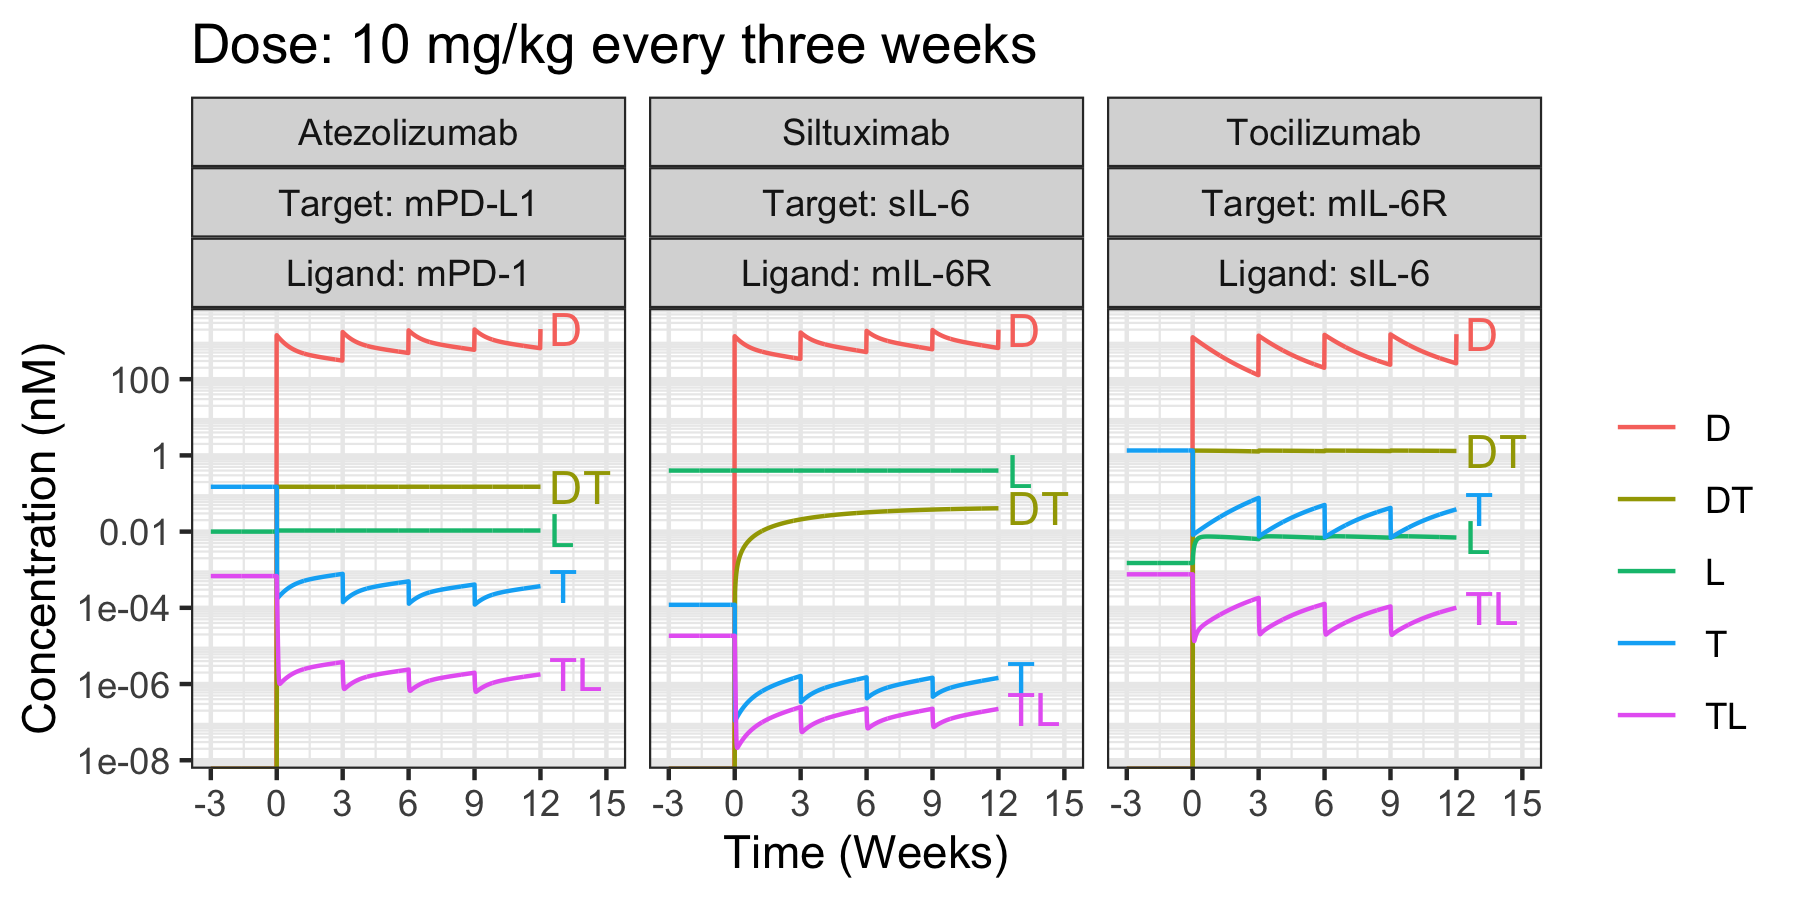 Dose: 10 mg/kg every three weeks
Atezolizumab
Target: mPD-L1
Ligand: mPD-1
Siltuximab
Target: sIL-6
Ligand: mIL-6R
Tocilizumab
Target: mIL-6R
Ligand: sIL-6
Concentration (nM)
100
1
0.01
1e-04
1e-06
1e-08
D
DT
L
T
TL
D
L
DT
T
TL
D
DT
T
L
TL
-3 0 3 6 9 12 15
-3 0 3 6 9 12 15
-3 0 3 6 9 12 15
Time (Weeks)
D
DT
L
T
TL